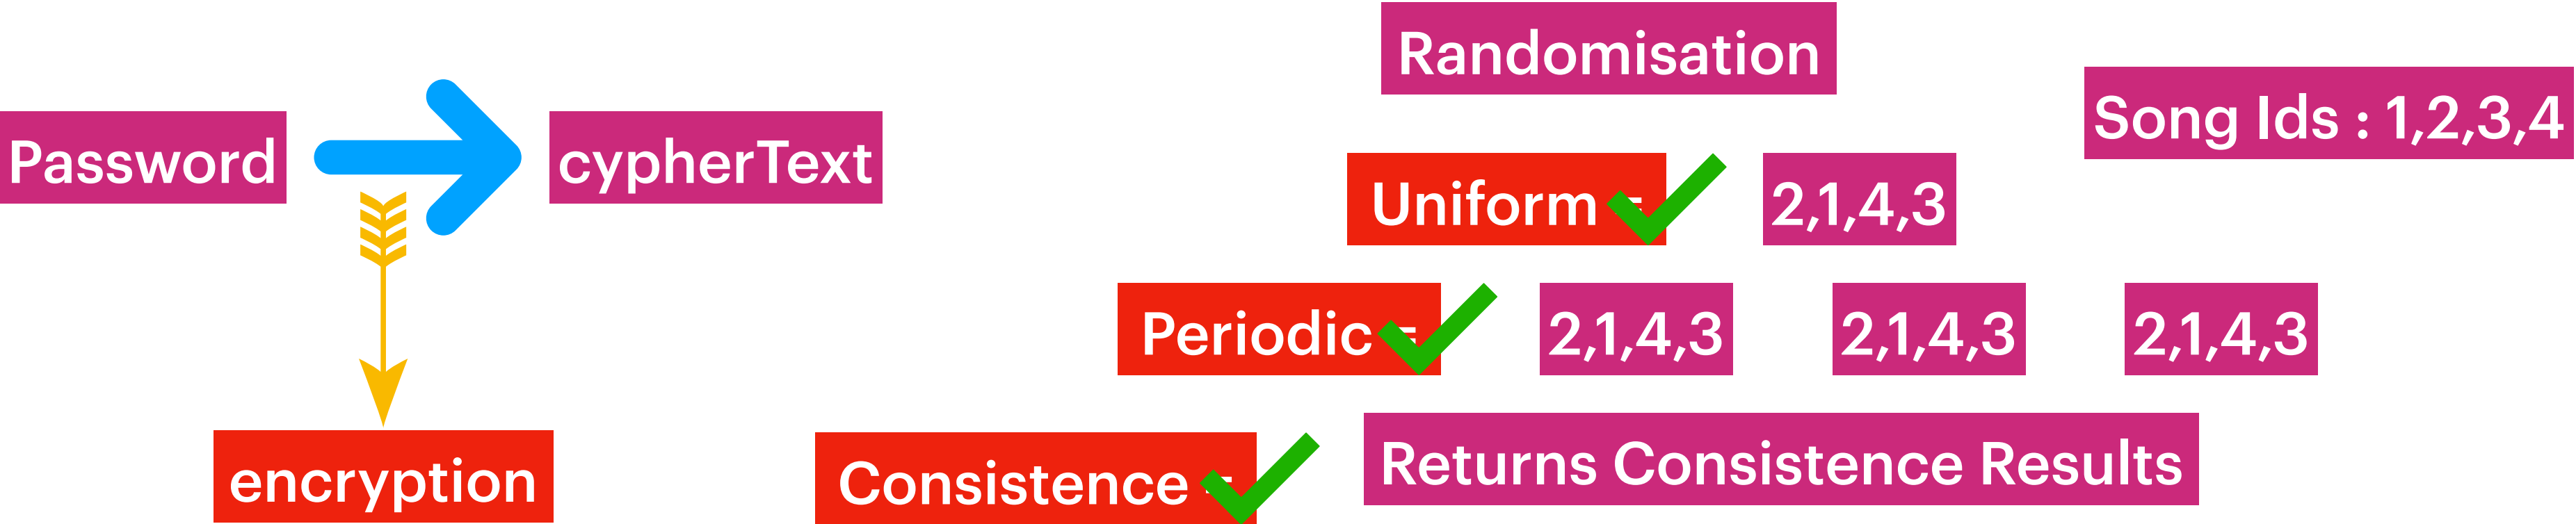 Password
cypherText
encryption
Randomisation
Song Ids : 1,2,3,4
Uniform =
2,1,4,3
Periodic =
2,1,4,3
2,1,4,3
2,1,4,3
Consistence =
Returns Consistence Results